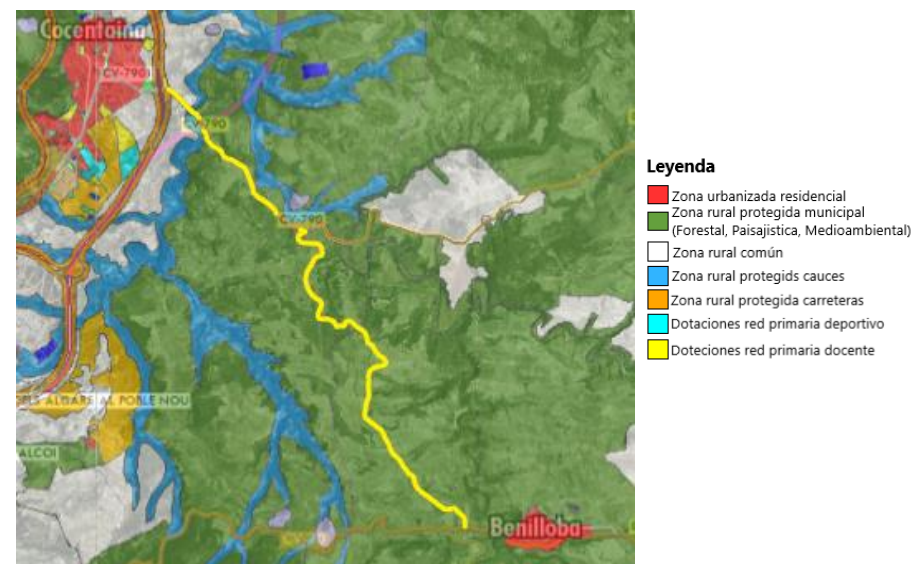 Cocentaina
CV-790
CV-790
CV-790
ELS ALGARS
AL POBLE NOU
ALCOI
Benilloba
Leyenda
Zona urbanizada residencial
Zona rural protegida municipal
(Forestal, Paisajistica, Medioambiental)
Zona rural común
Zona rural protegids cauces
Zona rural protegida carreteras
Dotaciones red primaria deportivo
Doteciones red primaria docente